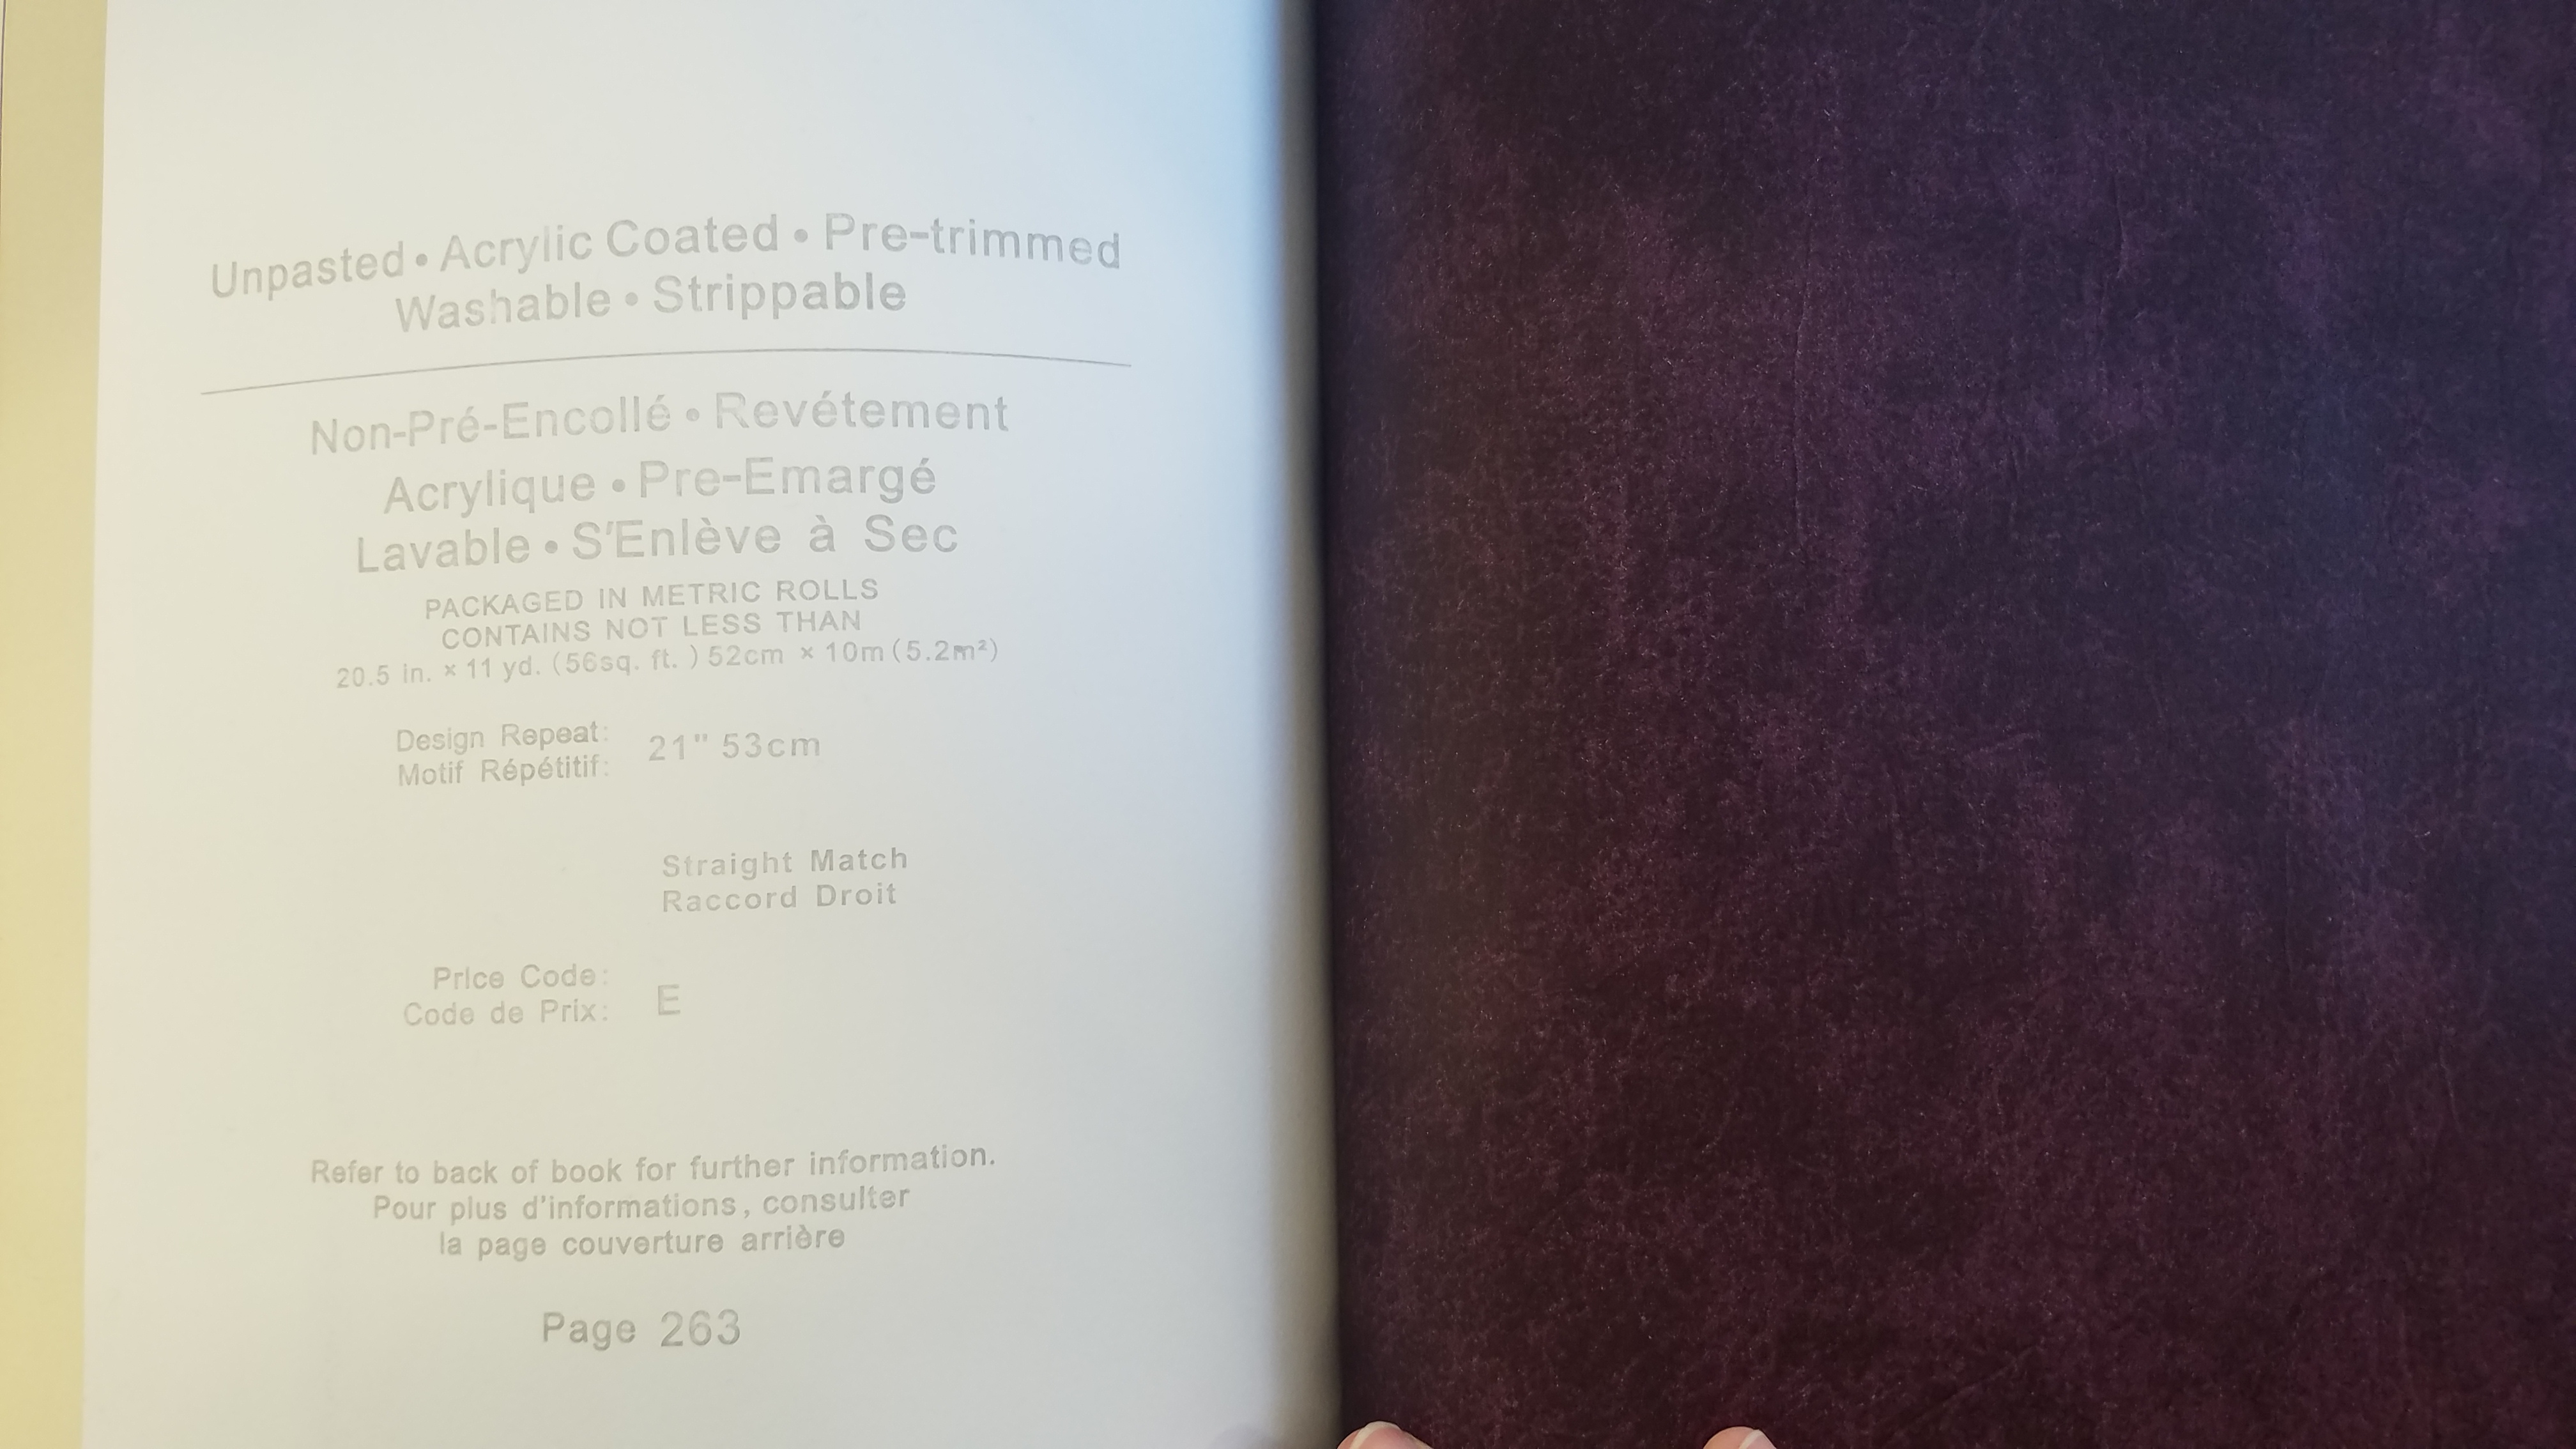 Unpasted • Acrylic Coated • Pre-trimmed
Washable • Strippable
Non-Pré-Encollé • Revétement
Acrylique • Pre-Emargé
Lavable • S'Enlève à Sec
PACKAGED IN METRIC ROLLS
CONTAINS NOT LESS THAN
20.5 in. × 11 yd. (56sq. ft. ) 52cm × 10m (5.2m²)
Design Repeat:
Motif Répétitif:
21" 53cm
Straight Match
Raccord Droit
Price Code:
Code de Prix:
E
Refer to back of book for further information.
Pour plus d'informations, consulter
la page couverture arrière
Page 263